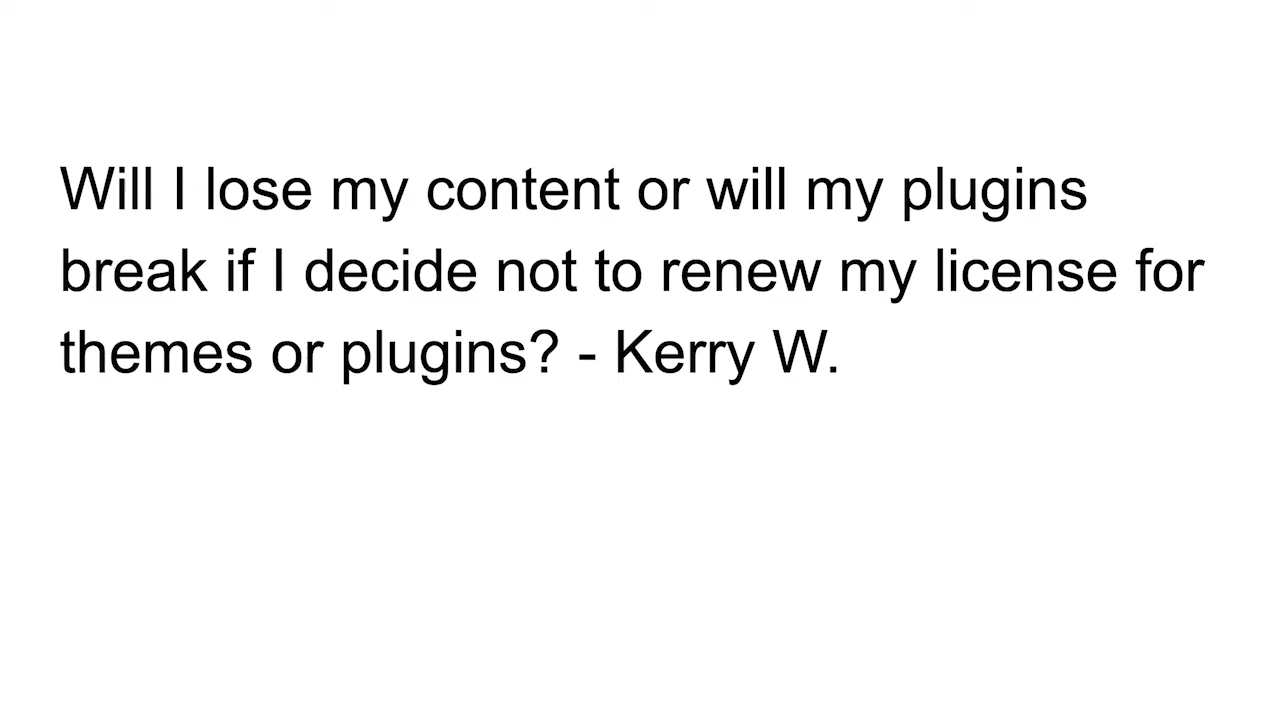 Will I lose my content or will my plugins
break if I decide not to renew my license for
themes or plugins? - Kerry W.